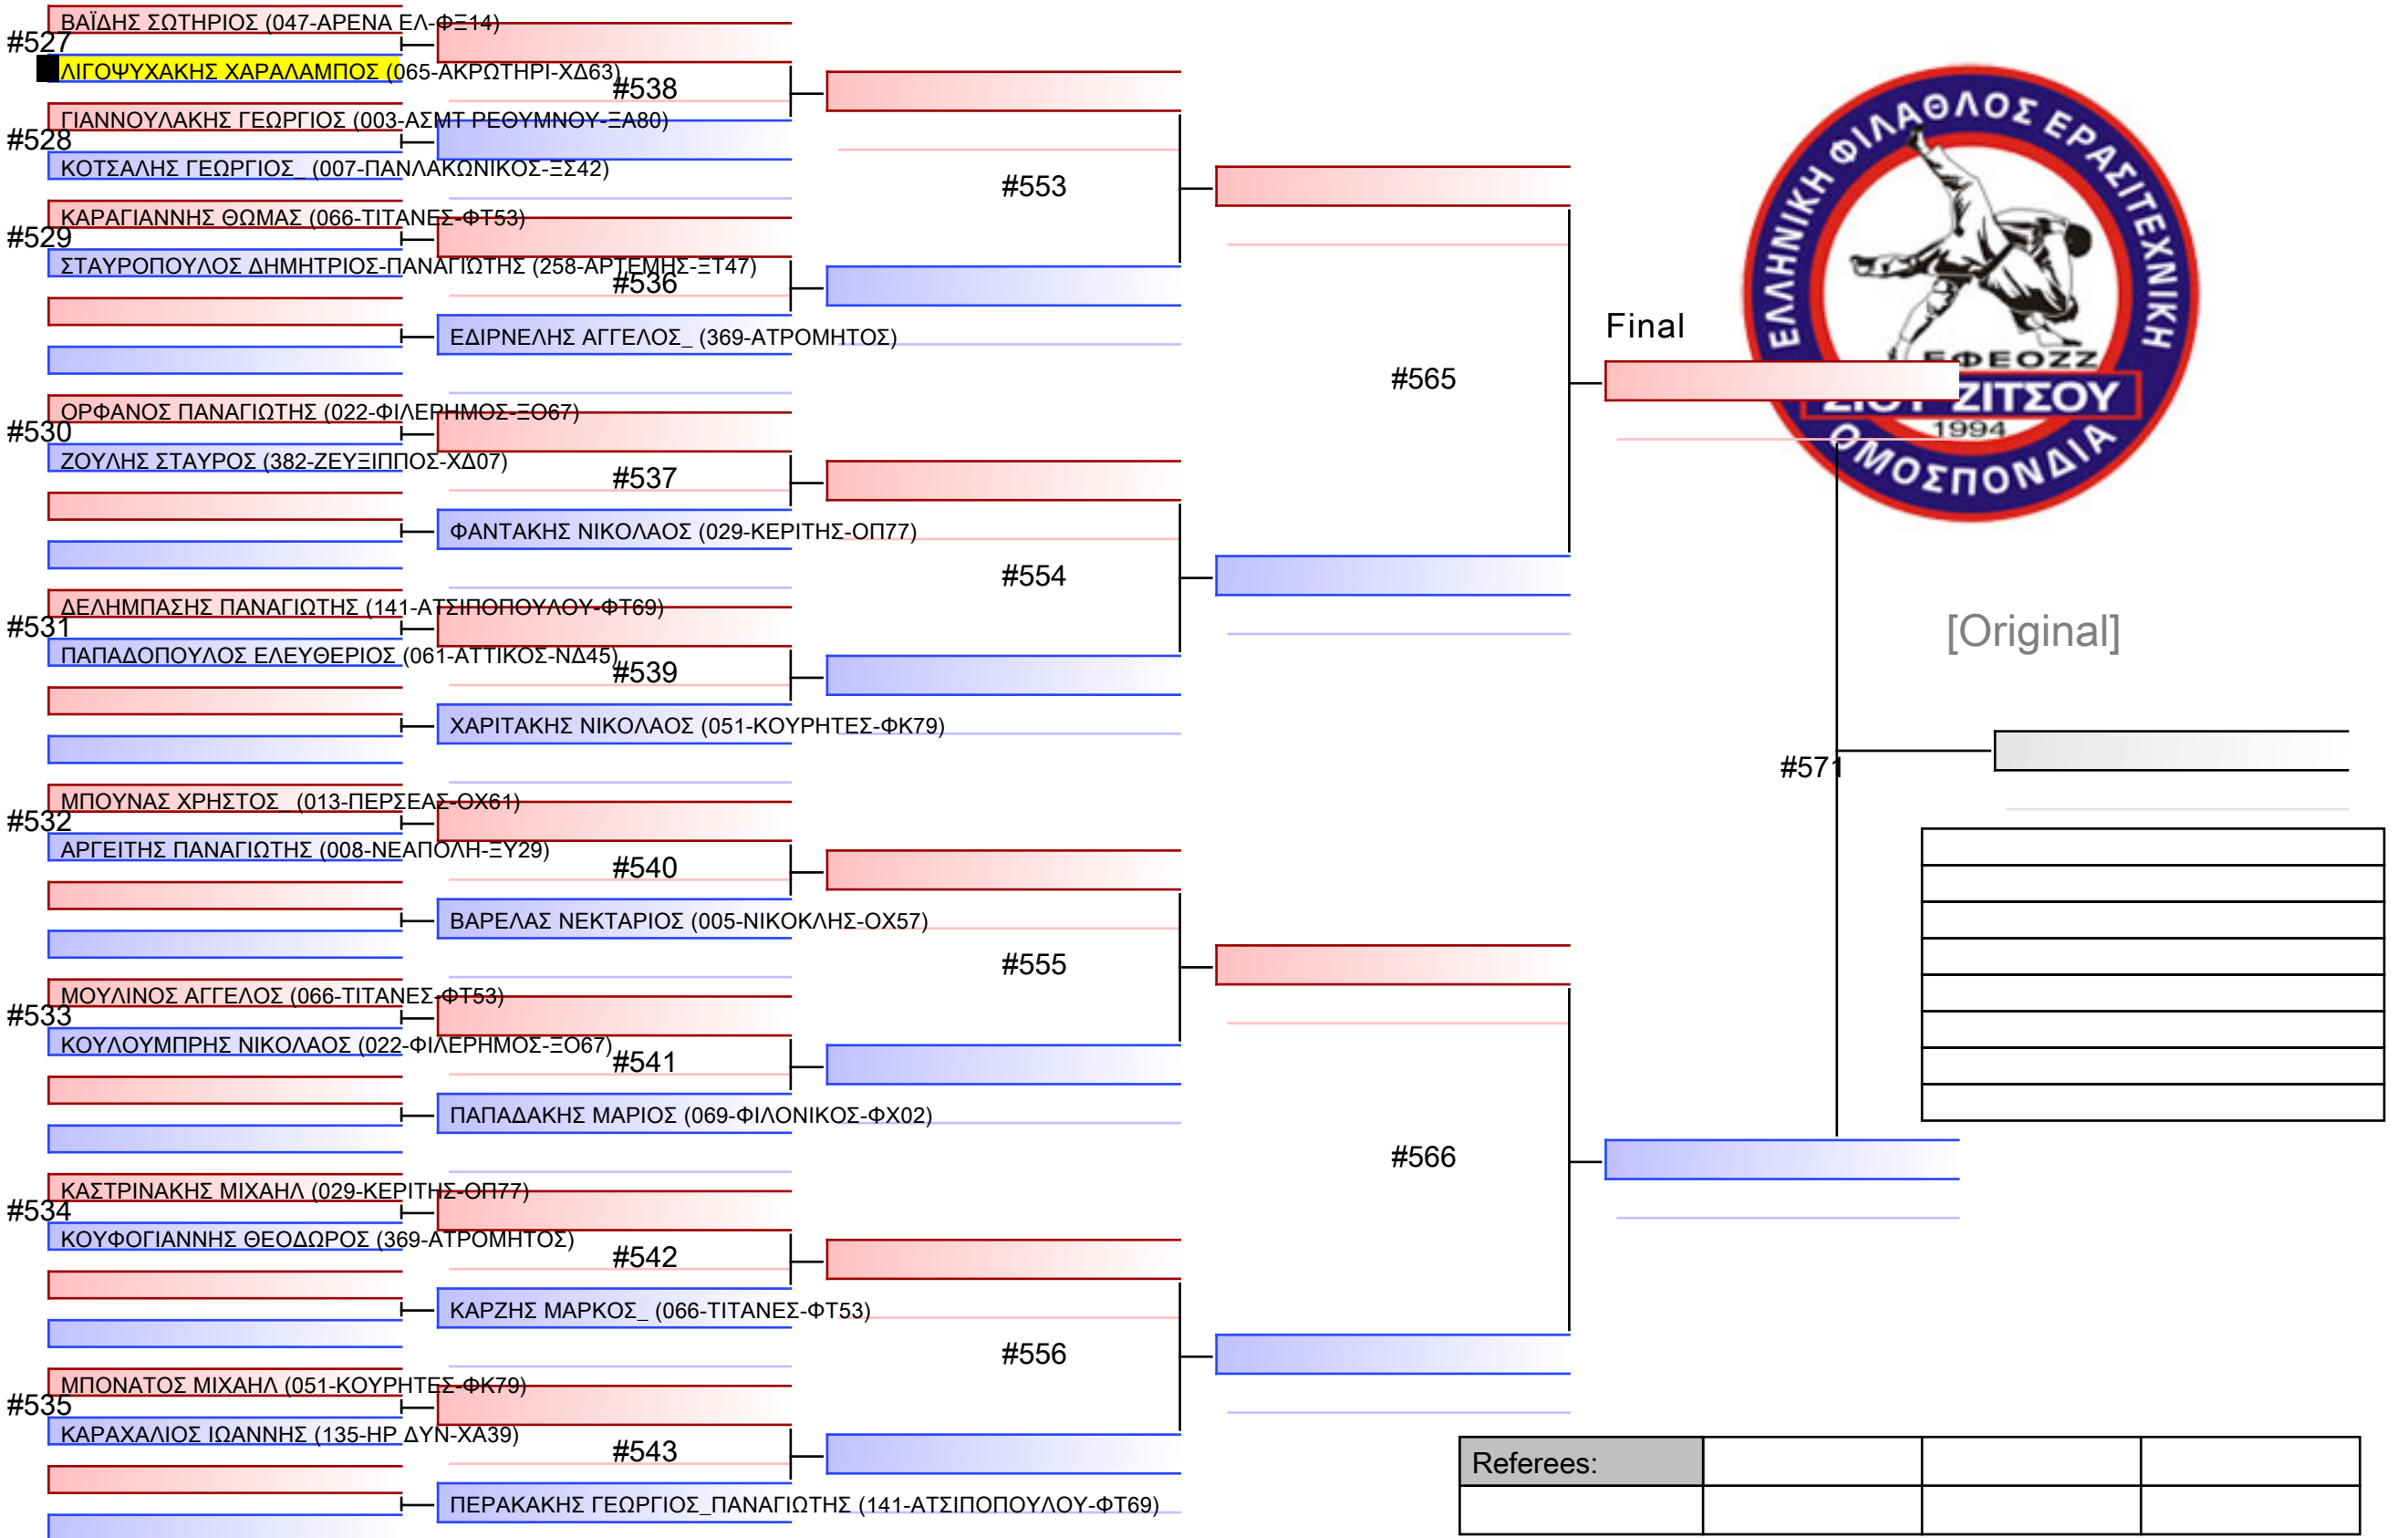 ΒΑΪΔΗΣ ΣΩΤΗΡΙΟΣ (047-ΑΡΕΝΑ ΕΛ-ΦΞ14)
#527
ΛΙΓΟΨΥΧΑΚΗΣ ΧΑΡΑΛΑΜΠΟΣ (065-ΑΚΡΩΤΗΡΙ-ΧΔ63)
#538
ΓΙΑΝΝΟΥΛΑΚΗΣ ΓΕΩΡΓΙΟΣ (003-ΑΣΜΤ ΡΕΘΥΜΝΟΥ-ΞΑ80)
#528
ΚΟΤΣΑΛΗΣ ΓΕΩΡΓΙΟΣ_ (007-ΠΑΝΛΑΚΩΝΙΚΟΣ-ΞΣ42)
#553
ΚΑΡΑΓΙΑΝΝΗΣ ΘΩΜΑΣ (066-ΤΙΤΑΝΕΣ-ΦΤ53)
#529
ΣΤΑΥΡΟΠΟΥΛΟΣ ΔΗΜΗΤΡΙΟΣ-ΠΑΝΑΓΙΩΤΗΣ (258-ΑΡΤΕΜΗΣ-ΞΤ47)
#536
ΕΔΙΡΝΕΛΗΣ ΑΓΓΕΛΟΣ_ (369-ΑΤΡΟΜΗΤΟΣ)
#565
Final
ΕΛΛΗΝΙΚΗ ΦΙΛΑΘΛΟΣ ΕΡΑΣΙΤΕΧΝΙΚΗ
ΕΦΕΟΖΖ
ΖΙΤΣΟΥ
1994
ΟΜΟΣΠΟΝΔΙΑ
ΟΡΦΑΝΟΣ ΠΑΝΑΓΙΩΤΗΣ (022-ΦΙΛΕΡΗΜΟΣ-ΞΟ67)
#530
ΖΟΥΛΗΣ ΣΤΑΥΡΟΣ (382-ΖΕΥΞΙΠΠΟΣ-ΧΔ07)
#537
ΦΑΝΤΑΚΗΣ ΝΙΚΟΛΑΟΣ (029-ΚΕΡΙΤΗΣ-ΟΠ77)
#554
ΔΕΛΗΜΠΑΣΗΣ ΠΑΝΑΓΙΩΤΗΣ (141-ΑΤΣΙΠΟΠΟΥΛΟΥ-ΦΤ69)
#531
[Original]
ΠΑΠΑΔΟΠΟΥΛΟΣ ΕΛΕΥΘΕΡΙΟΣ (061-ΑΤΤΙΚΟΣ-ΝΔ45)
#539
ΧΑΡΙΤΑΚΗΣ ΝΙΚΟΛΑΟΣ (051-ΚΟΥΡΗΤΕΣ-ΦΚ79)
#571
ΜΠΟΥΝΑΣ ΧΡΗΣΤΟΣ_ (013-ΠΕΡΣΕΑΣ-ΟΧ61)
#532
ΑΡΓΕΙΤΗΣ ΠΑΝΑΓΙΩΤΗΣ (008-ΝΕΑΠΟΛΗ-ΞΥ29)
#540
ΒΑΡΕΛΑΣ ΝΕΚΤΑΡΙΟΣ (005-ΝΙΚΟΚΛΗΣ-ΟΧ57)
#555
ΜΟΥΛΙΝΟΣ ΑΓΓΕΛΟΣ (066-ΤΙΤΑΝΕΣ-ΦΤ53)
#533
ΚΟΥΛΟΥΜΠΡΗΣ ΝΙΚΟΛΑΟΣ (022-ΦΙΛΕΡΗΜΟΣ-ΞΟ67)
#541
ΠΑΠΑΔΑΚΗΣ ΜΑΡΙΟΣ (069-ΦΙΛΟΝΙΚΟΣ-ΦΧ02)
#566
ΚΑΣΤΡΙΝΑΚΗΣ ΜΙΧΑΗΛ (029-ΚΕΡΙΤΗΣ-ΟΠ77)
#534
ΚΟΥΦΟΓΙΑΝΝΗΣ ΘΕΟΔΩΡΟΣ (369-ΑΤΡΟΜΗΤΟΣ)
#542
ΚΑΡΖΗΣ ΜΑΡΚΟΣ_ (066-ΤΙΤΑΝΕΣ-ΦΤ53)
#556
ΜΠΟΝΑΤΟΣ ΜΙΧΑΗΛ (051-ΚΟΥΡΗΤΕΣ-ΦΚ79)
#535
ΚΑΡΑΧΑΛΙΟΣ ΙΩΑΝΝΗΣ (135-ΗΡ ΔΥΝ-ΧΑ39)
#543
Referees:
ΠΕΡΑΚΑΚΗΣ ΓΕΩΡΓΙΟΣ_ΠΑΝΑΓΙΩΤΗΣ (141-ΑΤΣΙΠΟΠΟΥΛΟΥ-ΦΤ69)